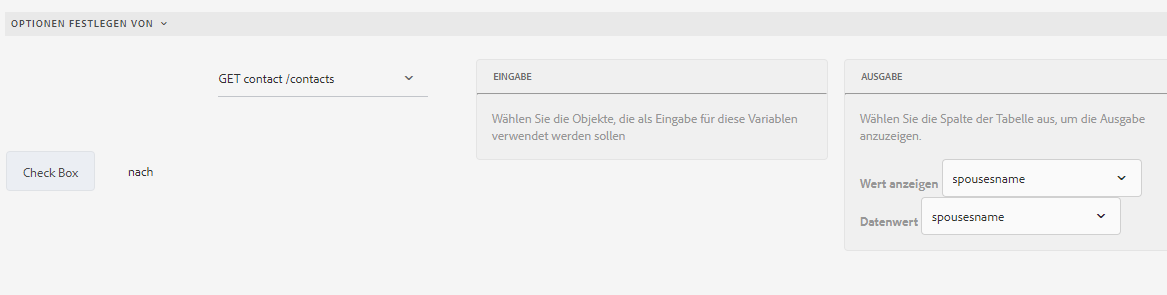 OPTIONEN FESTLEGEN VON
GET contact /contacts
EINGABE
Wählen Sie die Objekte, die als Eingabe für diese Variablen
verwendet werden sollen
AUSGABE
Wählen Sie die Spalte der Tabelle aus, um die Ausgabe
anzuzeigen.
Check Box
nach
Wert anzeigen spousesname
Datenwert spousesname